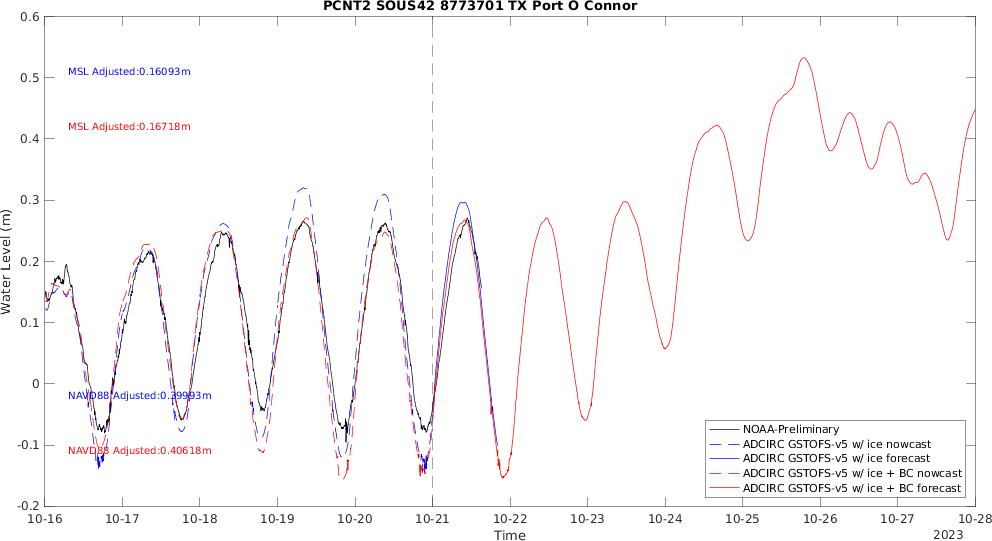 PCNT2 SOUS42 8773701 TX Port O Connor
0.6
0.5
0.4
0.3
0.2
0.1
0
-0.1
-0.2
Water Level (m)
MSL Adjusted:0.16093m
MSL Adjusted:0.16718m
NAVD88 Adjusted:0.39993m
NAVD88 Adjusted:0.40618m
NOAA-Preliminary
ADCIRC GSTOFS-v5 w/ ice nowcast
ADCIRC GSTOFS-v5 w/ ice forecast
ADCIRC GSTOFS-v5 w/ ice + BC nowcast
ADCIRC GSTOFS-v5 w/ ice + BC forecast
10-16 10-17 10-18 10-19 10-20 10-21 10-22 10-23 10-24 10-25 10-26 10-27 10-28
Time
2023